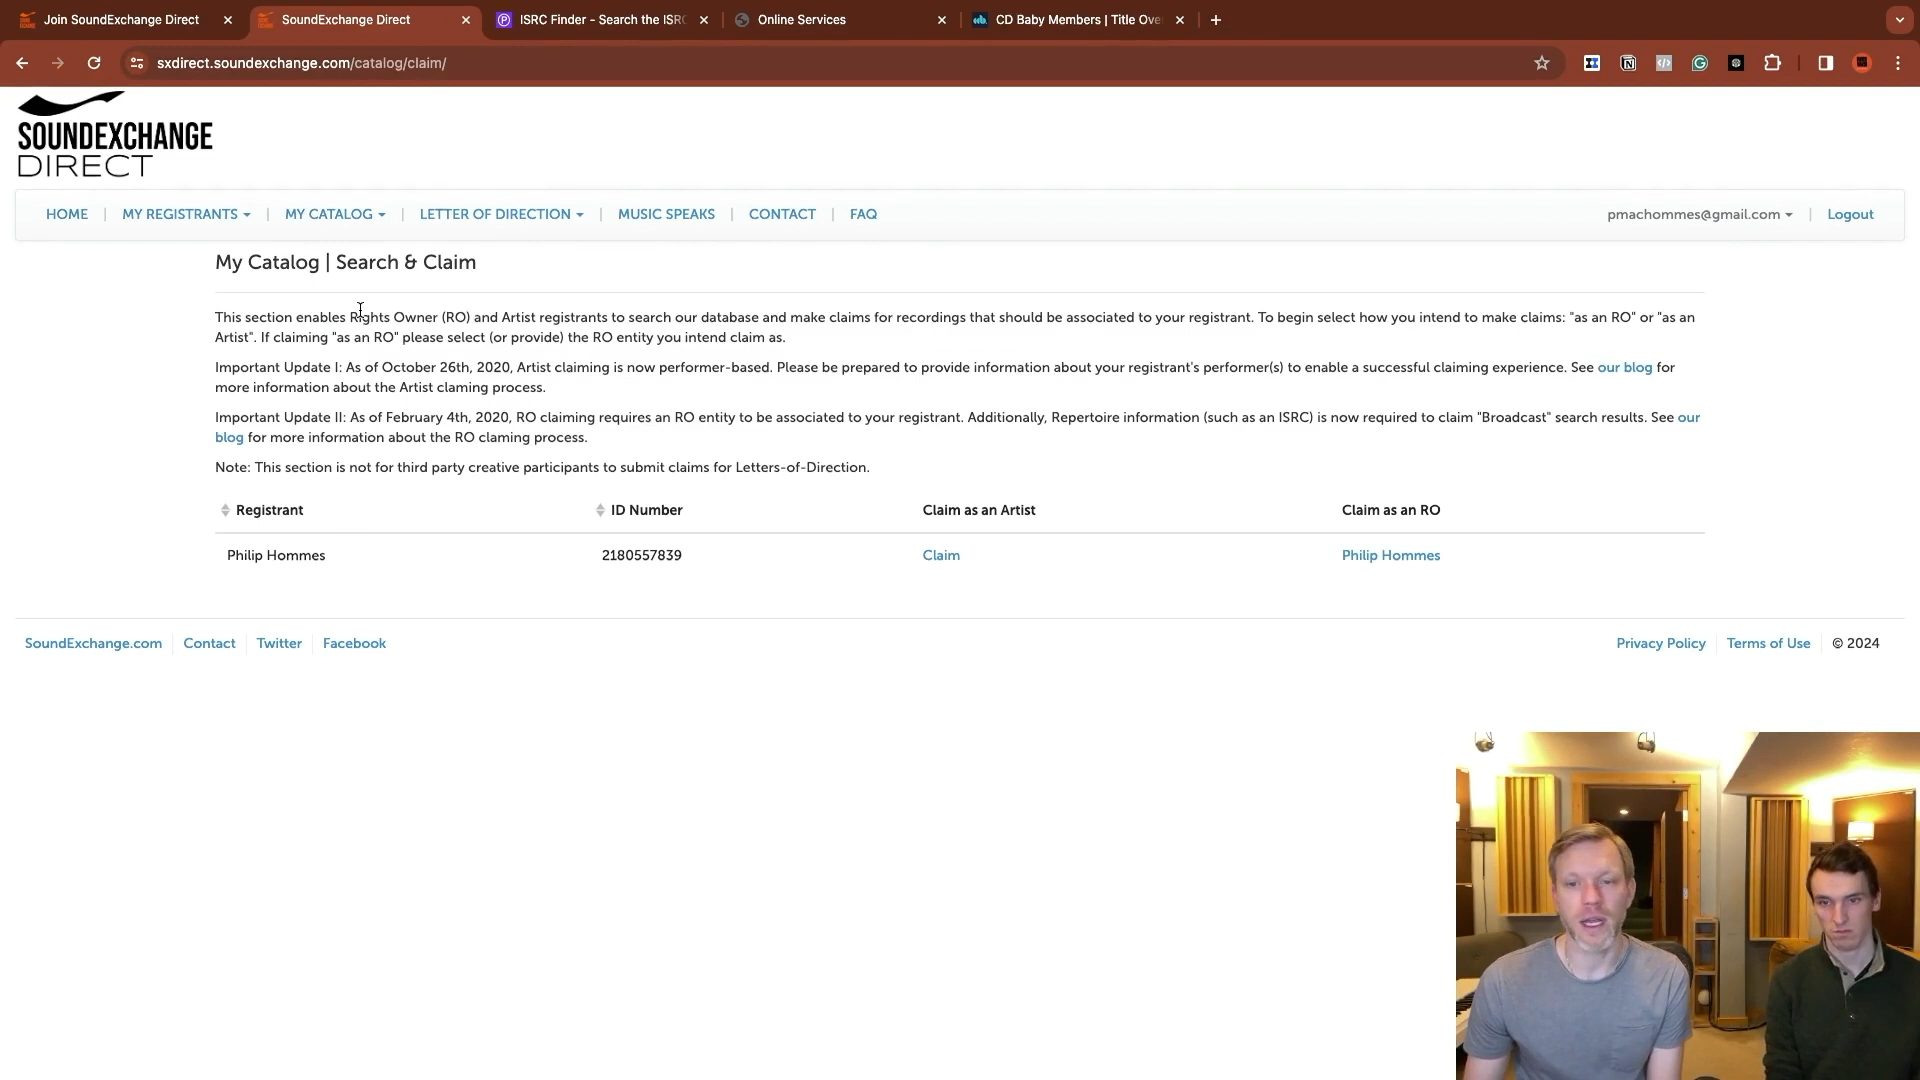 Join SoundExchange Direct
SoundExchange Direct
ISRC Finder - Search the ISRC
Online Services
CD Baby Members | Title Ove
sxdirect.soundexchange.com/catalog/claim/
SOUNDEXCHANGE
DIRECT
HOME | MY REGISTRANTS | MY CATALOG | LETTER OF DIRECTION | MUSIC SPEAKS | CONTACT | FAQ
pmachommes@gmail.com | Logout
My Catalog | Search & Claim
This section enables Rights Owner (RO) and Artist registrants to search our database and make claims for recordings that should be associated to your registrant. To begin select how you intend to make claims: "as an RO" or "as an
Artist". If claiming "as an RO" please select (or provide) the RO entity you intend claim as.
Important Update I: As of October 26th, 2020, Artist claiming is now performer-based. Please be prepared to provide information about your registrant's performer(s) to enable a successful claiming experience. See our blog for
more information about the Artist claming process.
Important Update II: As of February 4th, 2020, RO claiming requires an RO entity to be associated to your registrant. Additionally, Repertoire information (such as an ISRC) is now required to claim "Broadcast" search results. See our
blog for more information about the RO claming process.
Note: This section is not for third party creative participants to submit claims for Letters-of-Direction.
Registrant ID Number Claim as an Artist Claim as an RO
Philip Hommes 2180557839 Claim Philip Hommes
SoundExchange.com Contact Twitter Facebook
Privacy Policy Terms of Use © 2024